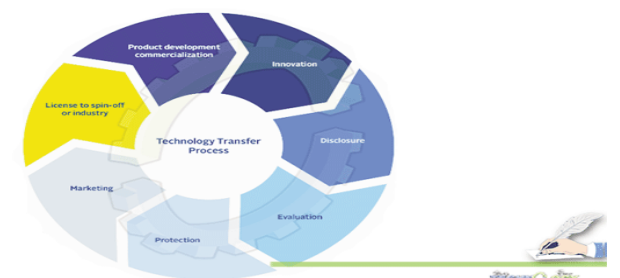 Product development
commercialization
Innovation
License to spin-off
or industry
Technology Transfer
Process
Disclosure
Marketing
Evaluation
Protection